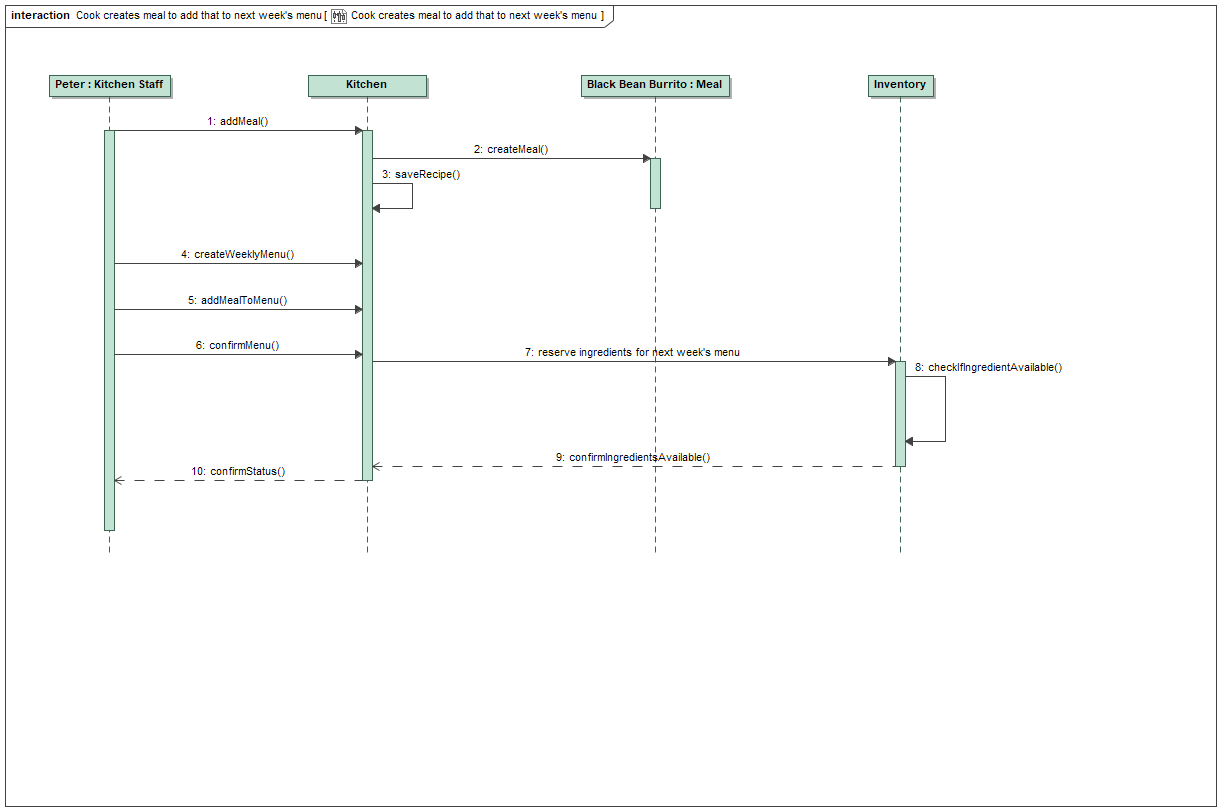 interaction Cook creates meal to add that to next week's menu [ Cook creates meal to add that to next week's menu ]
Peter : Kitchen Staff
Kitchen
Black Bean Burrito : Meal
Inventory
1: addMeal()
2: createMeal()
3: saveRecipe()
4: createWeeklyMenu()
5: addMealToMenu()
6: confirmMenu()
7: reserve ingredients for next week's menu
8: checkIfIngredientAvailable()
9: confirmIngredientsAvailable()
10: confirmStatus()